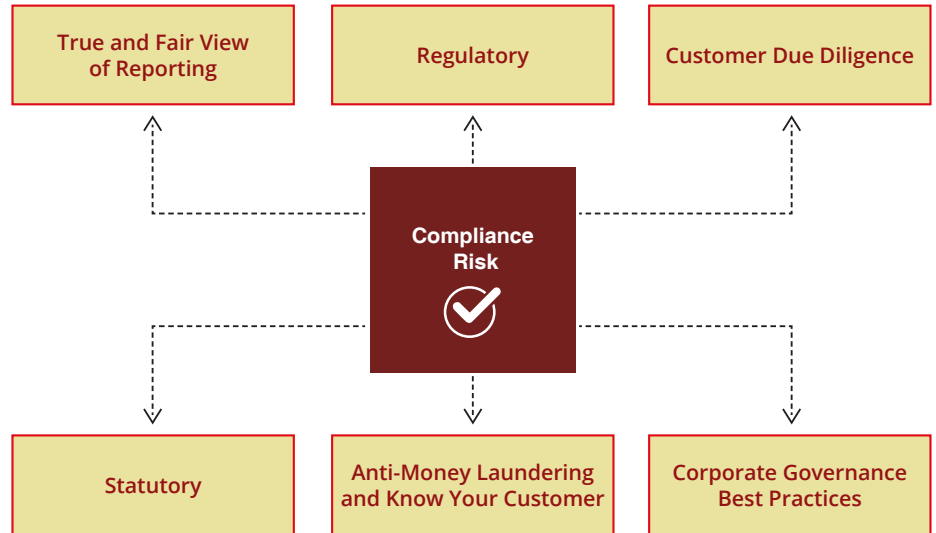 True and Fair View
of Reporting
Regulatory
Customer Due Diligence
Compliance
Risk
Statutory
Anti-Money Laundering
and Know Your Customer
Corporate Governance
Best Practices